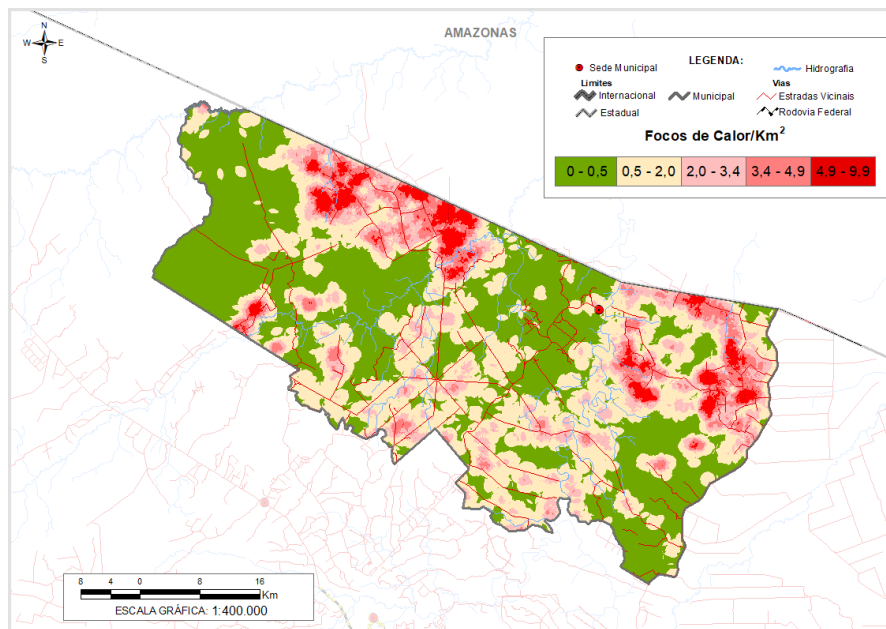 AMAZONAS
N
W E
S
LEGENDA:
Sede Municipal
Hidrografia
Limites
Vias
Internacional
Municipal
Estradas Vicinais
Estadual
Rodovia Federal
Focos de Calor/Km²
0 - 0,5 0,5 - 2,0 2,0 - 3,4 3,4 - 4,9 4,9 - 9,9
8 4 0 8 16
Km
ESCALA GRÁFICA: 1:400.000